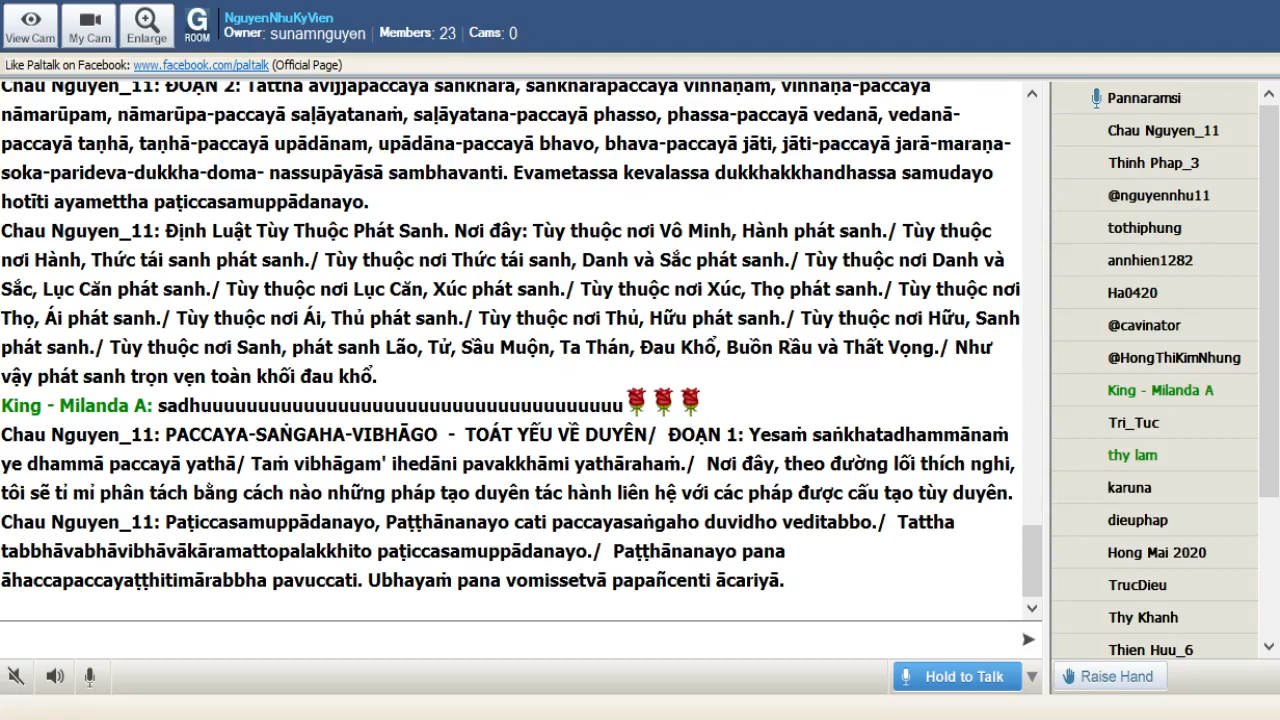 View Cam
My Cam
Enlarge
G
ROOM
NguyenNhuKyVien
Owner: sunamnguyen | Members: 23 | Cams: 0
Like Paltalk on Facebook: www.facebook.com/paltalk (Official Page)
Chau Nguyen_11: ĐOẠN 2: Tattha avijjāpaccayā saṅkhārā, saṅkhārapaccayā viññāṇaṁ, viññāṇa-paccayā
nāmarūpaṁ, nāmarūpa-paccayā saḷāyatanaṁ, saḷāyatana-paccayā phasso, phassa-paccayā vedanā, vedanā-
paccayā taṇhā, taṇhā-paccayā upādānam, upādāna-paccayā bhavo, bhava-paccayā jāti, jāti-paccayā jarā-maraṇa-
soka-parideva-dukkha-doma- nassupāyāsā sambhavanti. Evametassa kevalassa dukkhakkhandhassa samudayo
hotīti ayamettha paṭiccasamuppādanayo.
Chau Nguyen_11: Định Luật Tùy Thuộc Phát Sanh. Nơi đây: Tùy thuộc nơi Vô Minh, Hành phát sanh./ Tùy thuộc
nơi Hành, Thức tái sanh phát sanh./ Tùy thuộc nơi Thức tái sanh, Danh và Sắc phát sanh./ Tùy thuộc nơi Danh và
Sắc, Lục Căn phát sanh./ Tùy thuộc nơi Lục Căn, Xúc phát sanh./ Tùy thuộc nơi Xúc, Thọ phát sanh./ Tùy thuộc nơi
Thọ, Ái phát sanh./ Tùy thuộc nơi Ái, Thủ phát sanh./ Tùy thuộc nơi Thủ, Hữu phát sanh./ Tùy thuộc nơi Hữu, Sanh
phát sanh./ Tùy thuộc nơi Sanh, phát sanh Lão, Tử, Sầu Muộn, Ta Thán, Đau Khổ, Buồn Rầu và Thất Vọng./ Như
vậy phát sanh trọn vẹn toàn khối đau khổ.
King - Milanda A: sadhuuuuuuuuuuuuuuuuuuuuuuuuuuuuuuuuuuuuu
Chau Nguyen_11: PACCAYA-SAṄGAHA-VIBHĀGO - TOÁT YẾU VỀ DUYÊN/ ĐOẠN 1: Yesaṁ saṅkhatadhammānaṁ
ye dhammā paccayā yathā/ Taṁ vibhāgam' ihedāni pavakkhāmi yathārahaṁ./ Nơi đây, theo đường lối thích nghi,
tôi sẽ tỉ mỉ phân tách bằng cách nào những pháp tạo duyên tác hành liên hệ với các pháp được cấu tạo tùy duyên.
Chau Nguyen_11: Paṭiccasamuppādanayo, Paṭṭhānanayo cati paccayasaṅgaho duvidho veditabbo./ Tattha
tabbhāvabhāvibhāvākāramattopalakkhito paṭiccasamuppādanayo./ Paṭṭhānanayo pana
āhaccapaccayaṭṭhitimārabbha pavuccati. Ubhayaṁ pana vomissetvā papañcenti ācariyā.
Hold to Talk
Pannaramsi
Chau Nguyen_11
Thinh Phap_3
@nguyennhu11
tothiphung
annhien1282
Ha0420
@cavinator
@HongThiKimNhung
King - Milanda A
Tri_Tuc
thy lam
karuna
dieuphap
Hong Mai 2020
TrucDieu
Thy Khanh
Thien Huu_6
Raise Hand